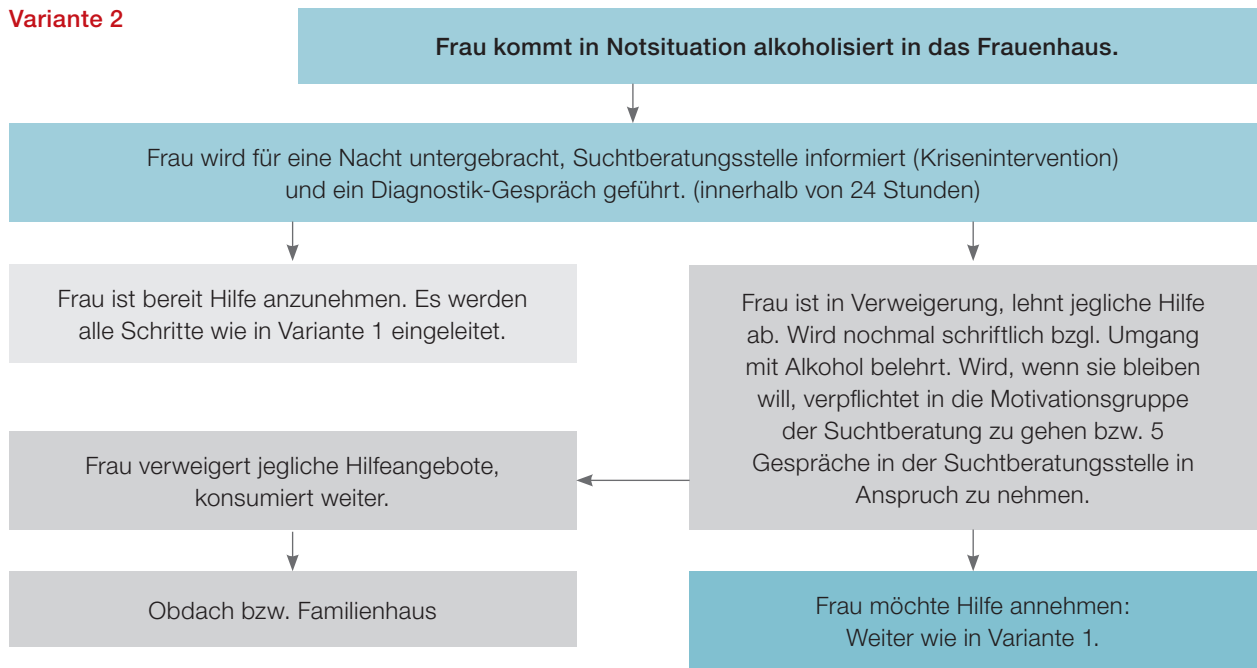 Variante 2
Frau kommt in Notsituation alkoholisiert in das Frauenhaus.
Frau wird für eine Nacht untergebracht, Suchtberatungsstelle informiert (Krisenintervention)
und ein Diagnostik-Gespräch geführt. (innerhalb von 24 Stunden)
Frau ist bereit Hilfe anzunehmen. Es werden
alle Schritte wie in Variante 1 eingeleitet.
Frau ist in Verweigerung, lehnt jegliche Hilfe
ab. Wird nochmal schriftlich bzgl. Umgang
mit Alkohol belehrt. Wird, wenn sie bleiben
will, verpflichtet in die Motivationsgruppe
der Suchtberatung zu gehen bzw. 5
Gespräche in der Suchtberatungsstelle in
Anspruch zu nehmen.
Frau verweigert jegliche Hilfeangebote,
konsumiert weiter.
Obdach bzw. Familienhaus
Frau möchte Hilfe annehmen:
Weiter wie in Variante 1.